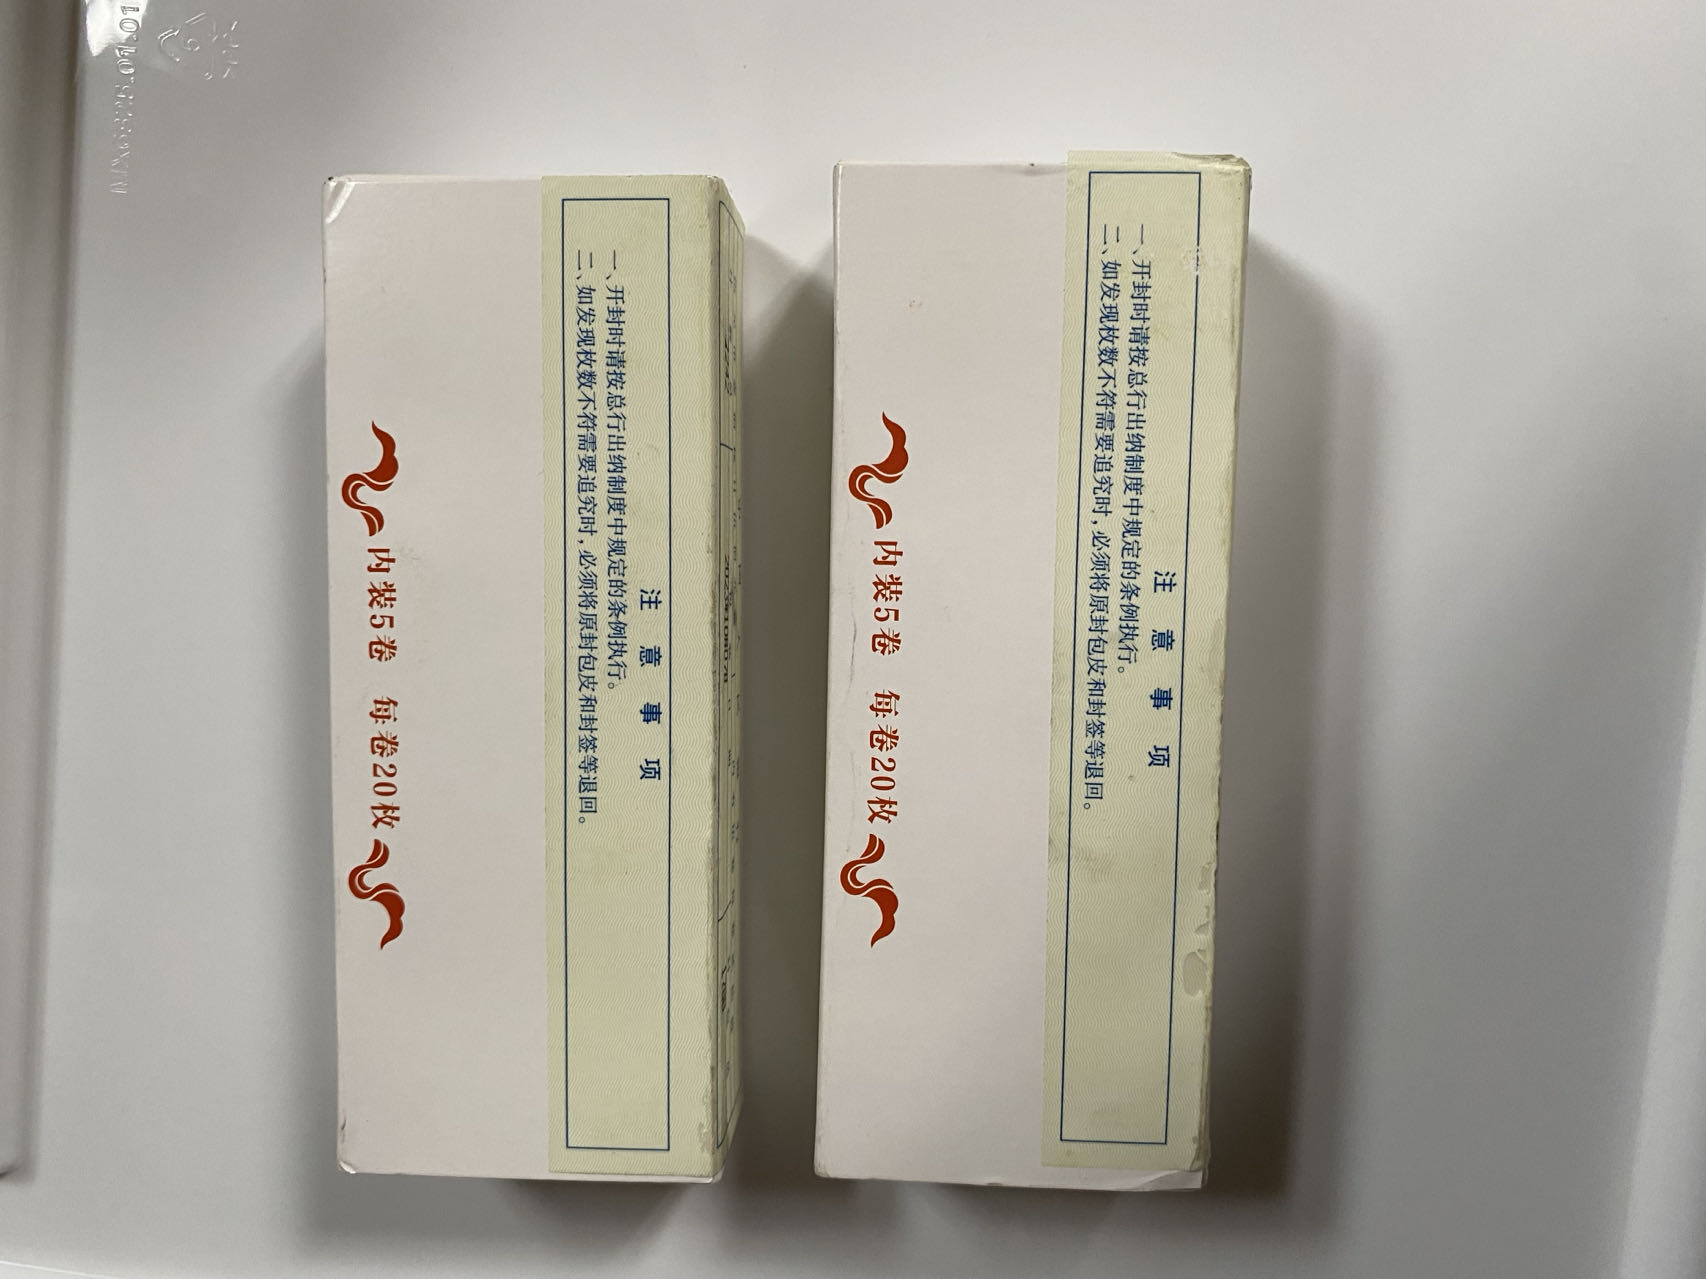 注意事项
一、开封时请按总行出纳制度中规定的条例执行。
二、如发现枚数不符需要追究时,必须将原封包皮和封签等退回。
内装5卷 每卷20枚
注意事项
一、开封时请按总行出纳制度中规定的条例执行。
二、如发现枚数不符需要追究时,必须将原封包皮和封签等退回。
内装5卷 每卷20枚